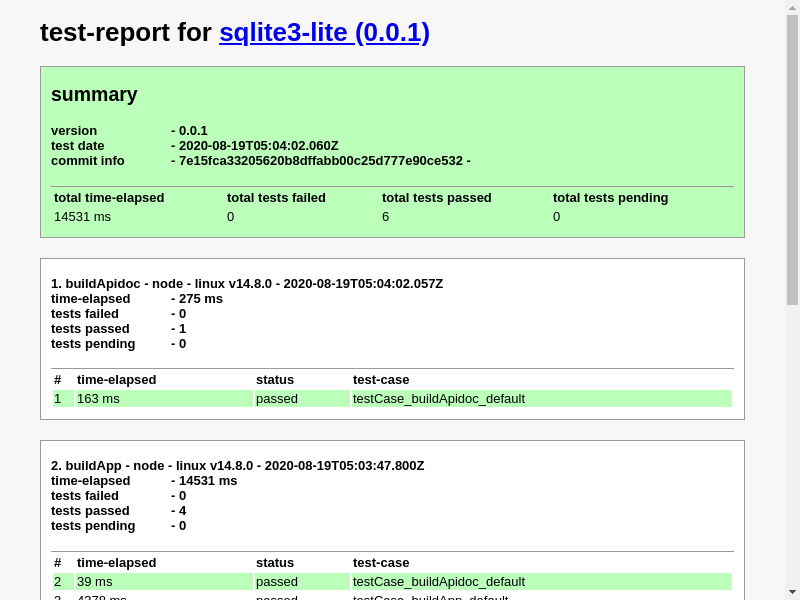 test-report for sqlite3-lite (0.0.1)
summary
version - 0.0.1
test date - 2020-08-19T05:04:02.060Z
commit info - 7e15fca33205620b8dffabb00c25d777e90ce532 -
total time-elapsed total tests failed total tests passed total tests pending
14531 ms 0 6 0
1. buildApidoc - node - linux v14.8.0 - 2020-08-19T05:04:02.057Z
time-elapsed - 275 ms
tests failed - 0
tests passed - 1
tests pending - 0
# time-elapsed status test-case
1 163 ms passed testCase_buildApidoc_default
2. buildApp - node - linux v14.8.0 - 2020-08-19T05:03:47.800Z
time-elapsed - 14531 ms
tests failed - 0
tests passed - 4
tests pending - 0
# time-elapsed status test-case
2 39 ms passed testCase_buildApidoc_default
3 4378 ms passed testCase_buildApp_default